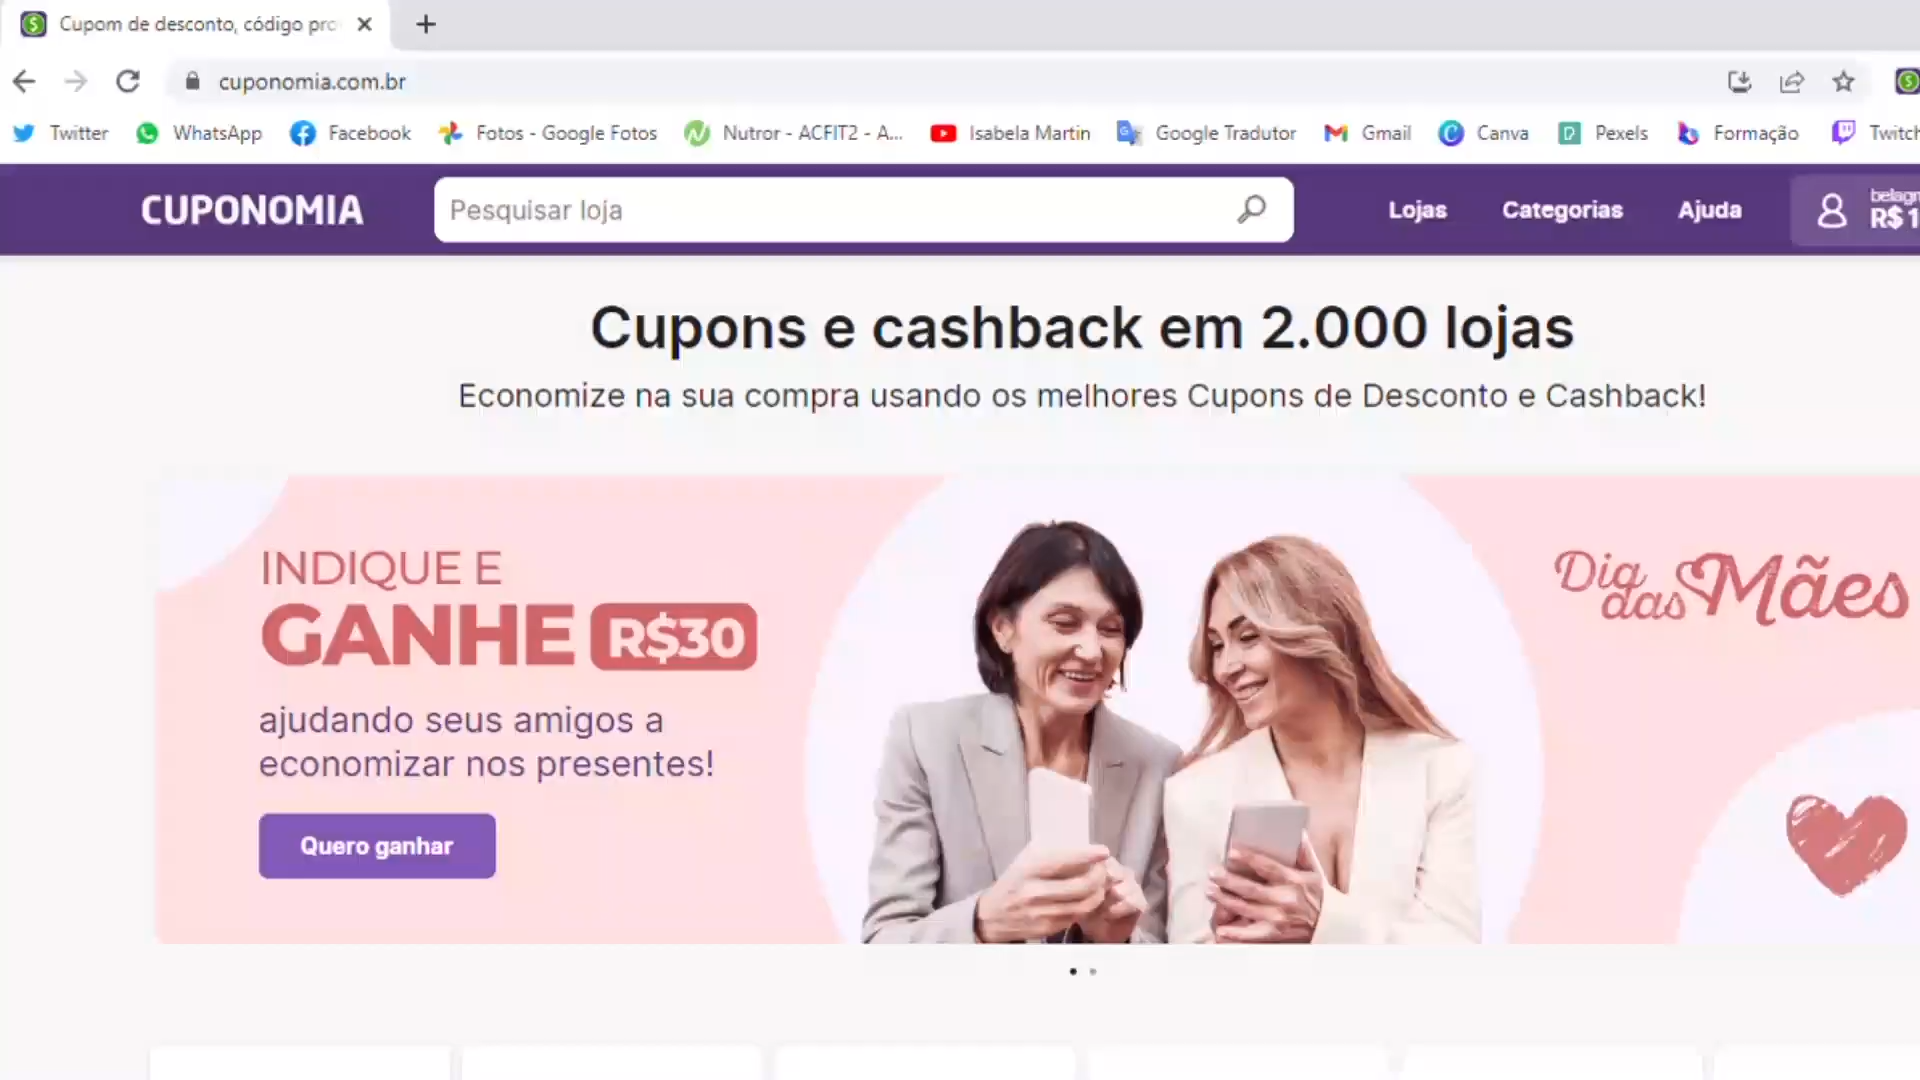 Cupom de desconto, código pro
cuponomia.com.br
Twitter WhatsApp Facebook Fotos - Google Fotos Nutror - ACFIT2 - A... Isabela Martin Google Tradutor Gmail Canva Pexels Formação Twitch
CUPONOMIA Pesquisar loja Lojas Categorias Ajuda
R$1
Cupons e cashback em 2.000 lojas
Economize na sua compra usando os melhores Cupons de Desconto e Cashback!
INDIQUE E
GANHE R$30
ajudando seus amigos a
economizar nos presentes!
Quero ganhar
Dia das Mães